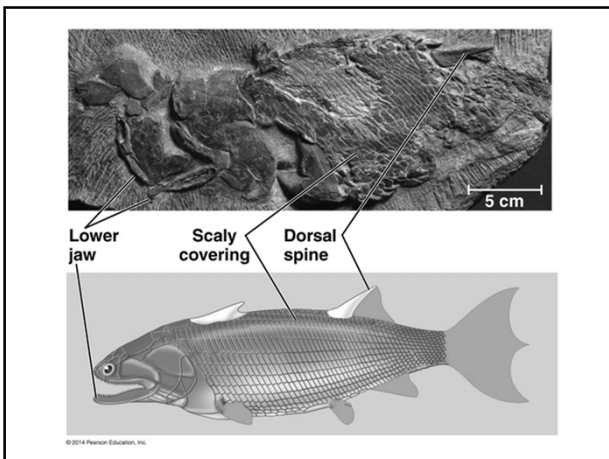 5 cm
Lower
jaw
Scaly
covering
Dorsal
spine
© 2014 Pearson Education, Inc.